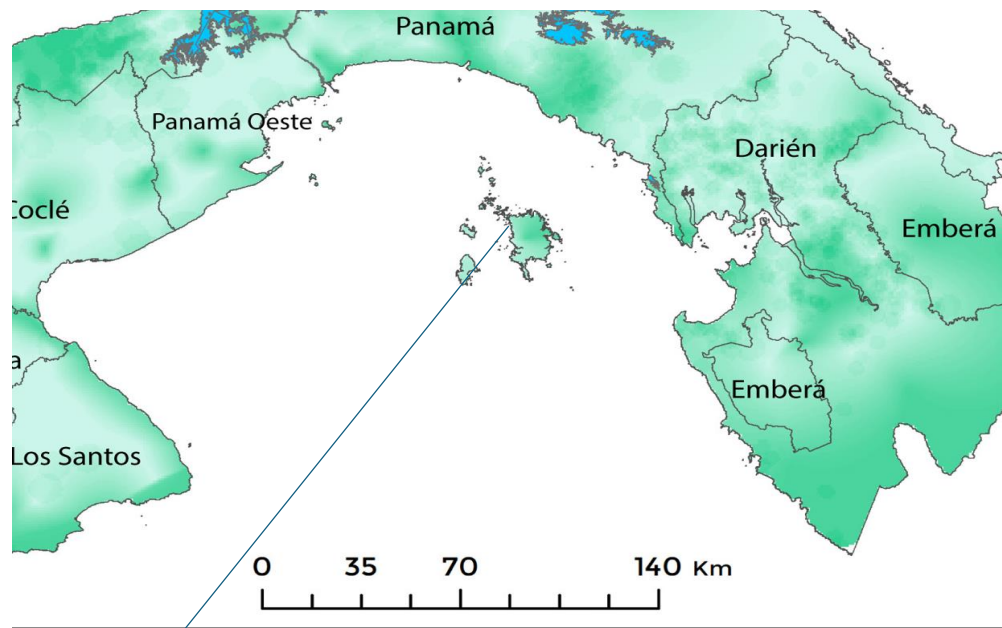 Panamá
Panamá Oeste
Darién
Coclé
Emberá
a
Emberá
Los Santos
0 35 70 140 Km